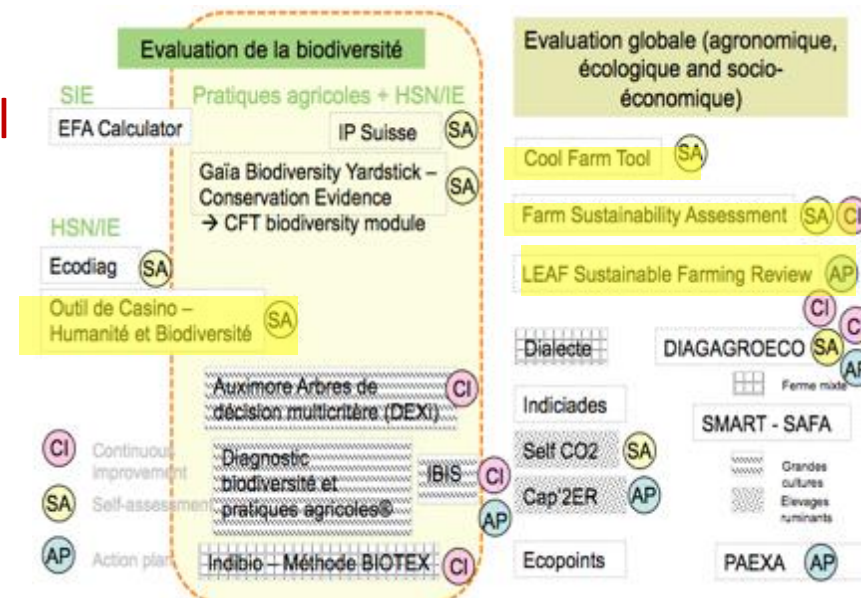 Evaluation de la biodiversité
SIE
EFA Calculator
Pratiques agricoles + HSN/IE
IP Suisse
SA
Gaïa Biodiversity Yardstick –
Conservation Evidence
→ CFT biodiversity module
SA
HSN/IE
Ecodiag
SA
Outil de Casino –
Humanité et Biodiversité
SA
Auximore Arbres de
décision multicritère (DEXi)
CI
Diagnostic
biodiversité et
pratiques agricoles®
IBIS
CI
AP
Indibio – Méthode BIOTEX
CI
CI
Continuous
improvement
SA
Self-assessment
AP
Action plan
Evaluation globale (agronomique,
écologique and socio-
économique)
Cool Farm Tool
SA
Farm Sustainability Assessment
SA
CI
LEAF Sustainable Farming Review
AP
CI
Dialecte
DIAGAGROECO
SA
CI
AP
Ferme mixte
Indiciades
SMART - SAFA
Self CO2
SA
Grandes
cultures
Cap'2ER
AP
Elevages
ruminants
Ecopoints
PAEXA
AP